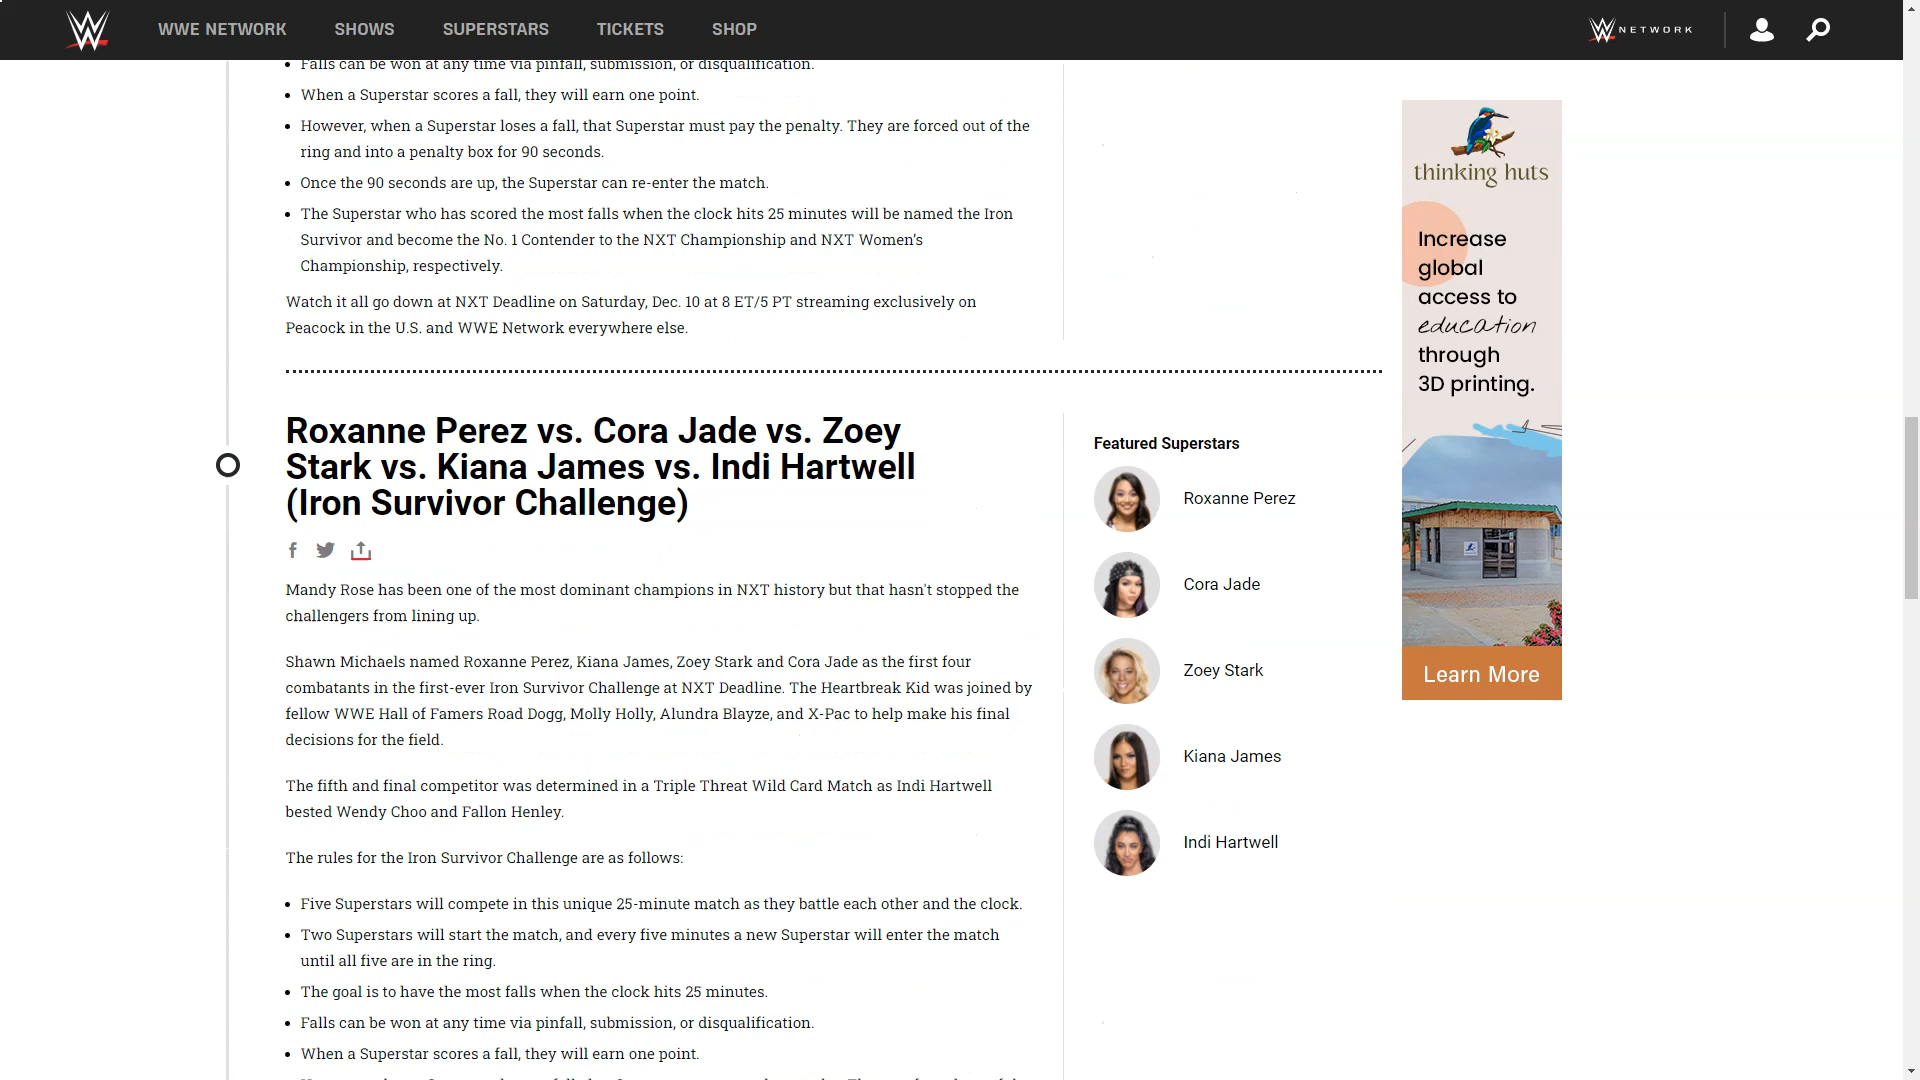 WWE NETWORK
SHOWS
SUPERSTARS
TICKETS
SHOP
NETWORK
Falls can be won at any time via pinfall, submission, or disqualification.
When a Superstar scores a fall, they will earn one point.
However, when a Superstar loses a fall, that Superstar must pay the penalty. They are forced out of the
ring and into a penalty box for 90 seconds.
Once the 90 seconds are up, the Superstar can re-enter the match.
The Superstar who has scored the most falls when the clock hits 25 minutes will be named the Iron
Survivor and become the No. 1 Contender to the NXT Championship and NXT Women’s
Championship, respectively.
Watch it all go down at NXT Deadline on Saturday, Dec. 10 at 8 ET/5 PT streaming exclusively on
Peacock in the U.S. and WWE Network everywhere else.
Roxanne Perez vs. Cora Jade vs. Zoey
Stark vs. Kiana James vs. Indi Hartwell
(Iron Survivor Challenge)
Mandy Rose has been one of the most dominant champions in NXT history but that hasn't stopped the
challengers from lining up.
Shawn Michaels named Roxanne Perez, Kiana James, Zoey Stark and Cora Jade as the first four
combatants in the first-ever Iron Survivor Challenge at NXT Deadline. The Heartbreak Kid was joined by
fellow WWE Hall of Famers Road Dogg, Molly Holly, Alundra Blayze, and X-Pac to help make his final
decisions for the field.
The fifth and final competitor was determined in a Triple Threat Wild Card Match as Indi Hartwell
bested Wendy Choo and Fallon Henley.
The rules for the Iron Survivor Challenge are as follows:
Five Superstars will compete in this unique 25-minute match as they battle each other and the clock.
Two Superstars will start the match, and every five minutes a new Superstar will enter the match
until all five are in the ring.
The goal is to have the most falls when the clock hits 25 minutes.
Falls can be won at any time via pinfall, submission, or disqualification.
When a Superstar scores a fall, they will earn one point.
Featured Superstars
Roxanne Perez
Cora Jade
Zoey Stark
Kiana James
Indi Hartwell
thinking huts
Increase
global
access to
education
through
3D printing.
Learn More